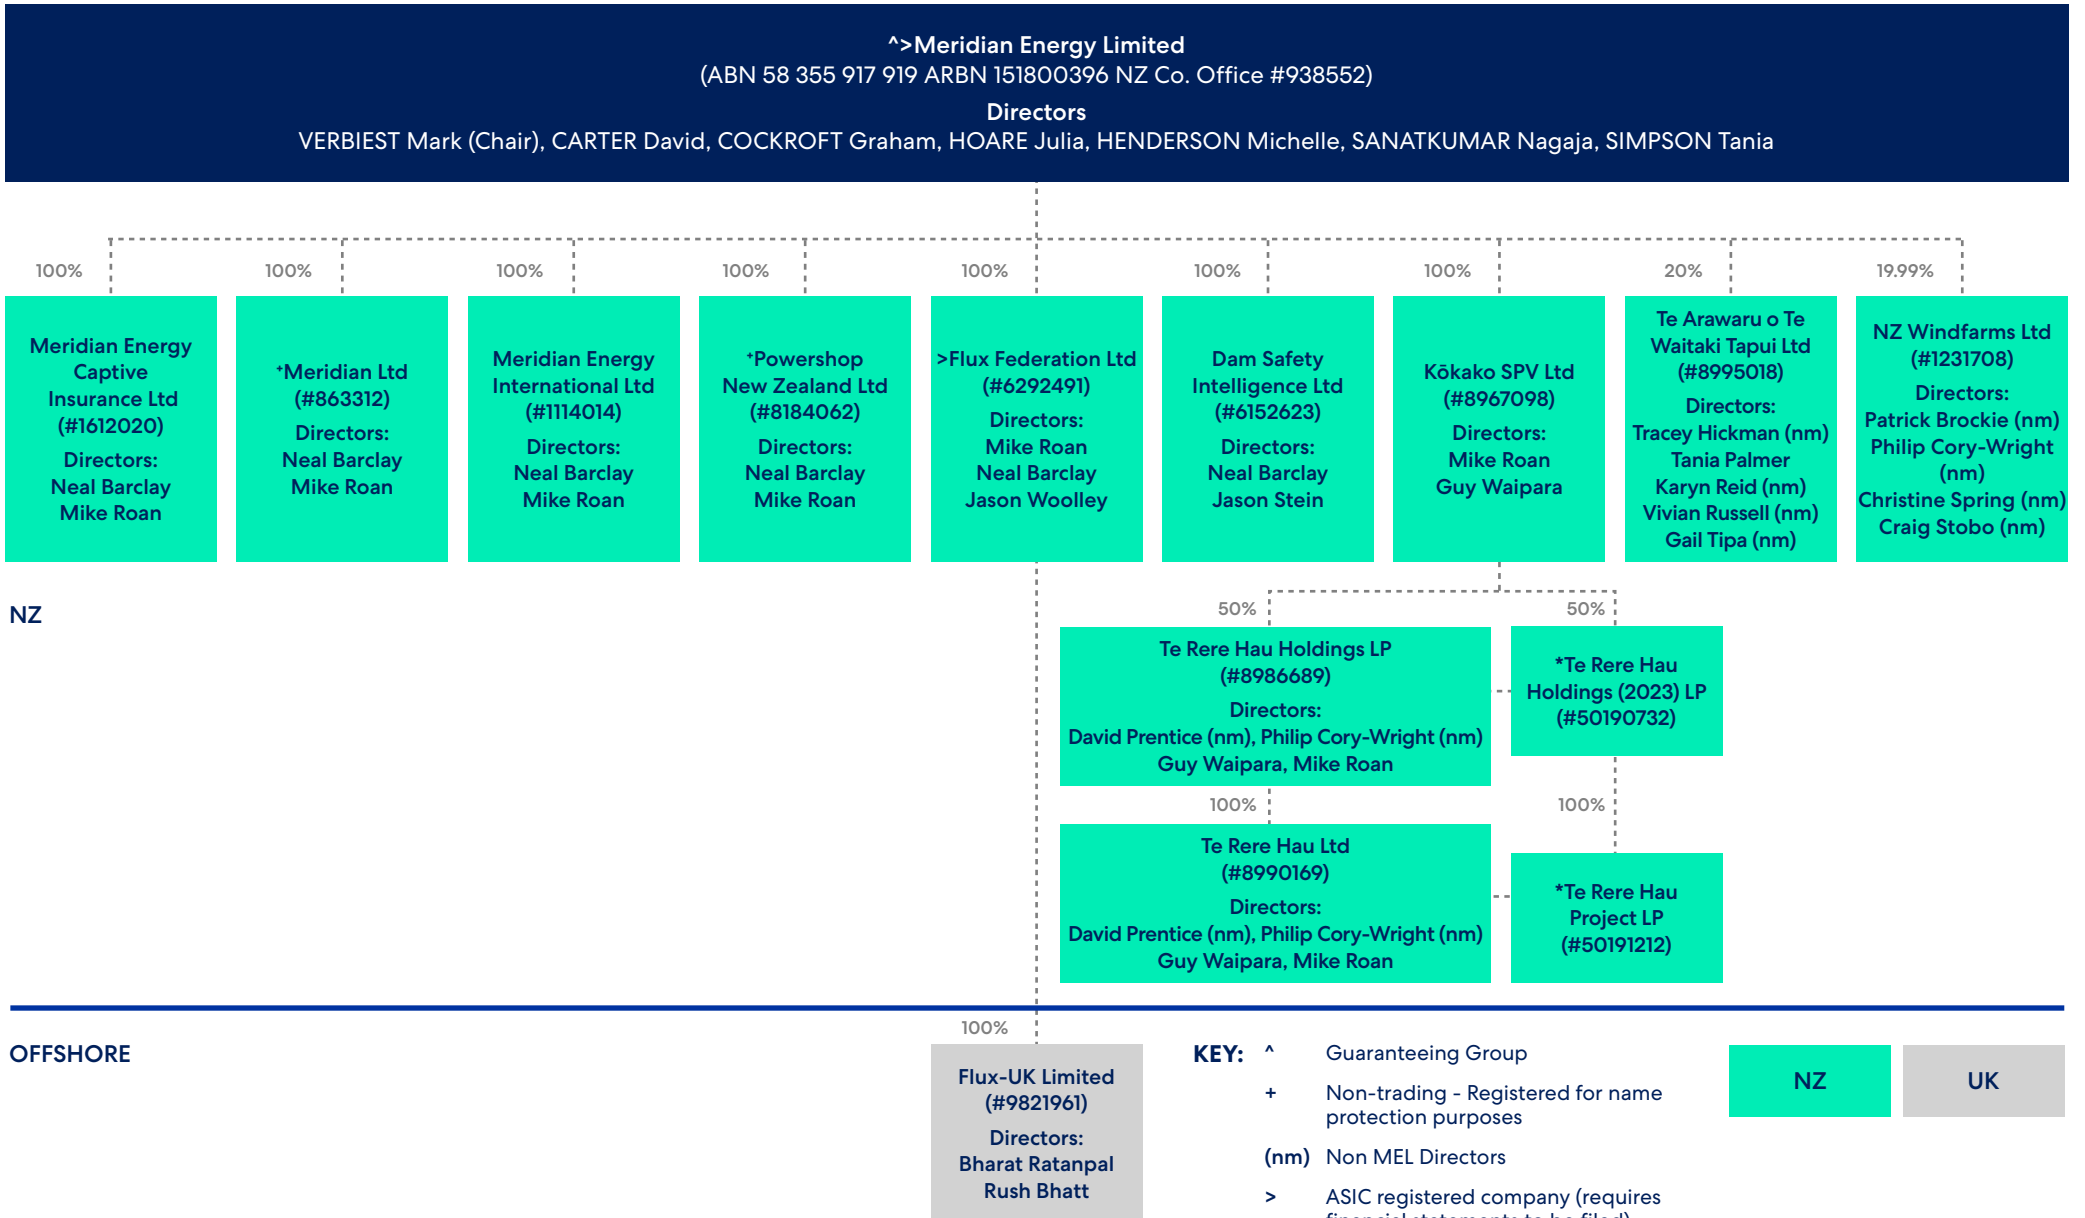 ^>Meridian Energy Limited
(ABN 58 355 917 919 ARBN 151800396 NZ Co. Office #938552)
Directors
VERBIEST Mark (Chair), CARTER David, COCKROFT Graham, HOARE Julia, HENDERSON Michelle, SANATKUMAR Nagaja, SIMPSON Tania
100%
Meridian Energy
Captive
Insurance Ltd
(#1612020)
Directors:
Neal Barclay
Mike Roan
100%
+Meridian Ltd
(#863312)
Directors:
Neal Barclay
Mike Roan
100%
Meridian Energy
International Ltd
(#1114014)
Directors:
Neal Barclay
Mike Roan
100%
+Powershop
New Zealand Ltd
(#8184062)
Directors:
Neal Barclay
Mike Roan
100%
>Flux Federation Ltd
(#6292491)
Directors:
Mike Roan
Neal Barclay
Jason Woolley
100%
Dam Safety
Intelligence Ltd
(#6152623)
Directors:
Neal Barclay
Jason Stein
100%
Kōkako SPV Ltd
(#8967098)
Directors:
Mike Roan
Guy Waipara
20%
Te Arawaru o Te
Waitaki Tapui Ltd
(#8995018)
Directors:
Tracey Hickman (nm)
Tania Palmer
Karyn Reid (nm)
Vivian Russell (nm)
Gail Tipa (nm)
19.99%
NZ Windfarms Ltd
(#1231708)
Directors:
Patrick Brockie (nm)
Philip Cory-Wright
(nm)
Christine Spring (nm)
Craig Stobo (nm)
NZ
50%
Te Rere Hau Holdings LP
(#8986689)
Directors:
David Prentice (nm), Philip Cory-Wright (nm)
Guy Waipara, Mike Roan
50%
*Te Rere Hau
Holdings (2023) LP
(#50190732)
100%
Te Rere Hau Ltd
(#8990169)
Directors:
David Prentice (nm), Philip Cory-Wright (nm)
Guy Waipara, Mike Roan
100%
*Te Rere Hau
Project LP
(#50191212)
OFFSHORE
100%
Flux-UK Limited
(#9821961)
Directors:
Bharat Ratanpal
Rush Bhatt
KEY:
^ Guaranteeing Group
+ Non-trading - Registered for name
protection purposes
(nm) Non MEL Directors
> ASIC registered company (requires
financial statements to be filed)
NZ
UK